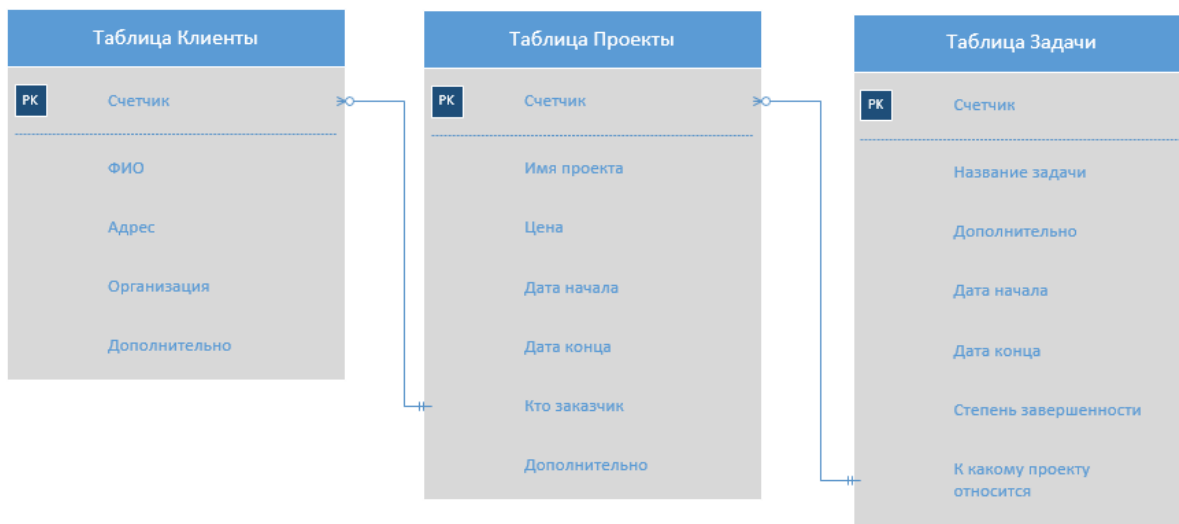 Таблица Клиенты
PK
Счетчик
ФИО
Адрес
Организация
Дополнительно
Таблица Проекты
PK
Счетчик
Имя проекта
Цена
Дата начала
Дата конца
Кто заказчик
Дополнительно
Таблица Задачи
PK
Счетчик
Название задачи
Дополнительно
Дата начала
Дата конца
Степень завершенности
К какому проекту
относится